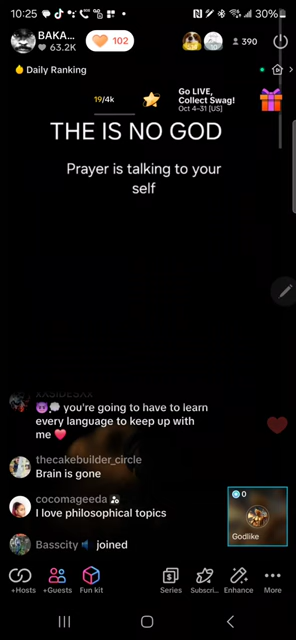 10:25
30%
BAKA...
63.2K
102
390
Daily Ranking
19/4k
Go LIVE,
Collect Swag!
Oct 4-31 [US]
THE IS NO GOD
Prayer is talking to your
self
XXSIDESXX
you're going to have to learn
every language to keep up with
me
thecakebuilder_circle
Brain is gone
cocomageeda
I love philosophical topics
Basscity joined
0
Godlike
+Hosts
+Guests
Fun kit
Series
Subscri...
Enhance
More